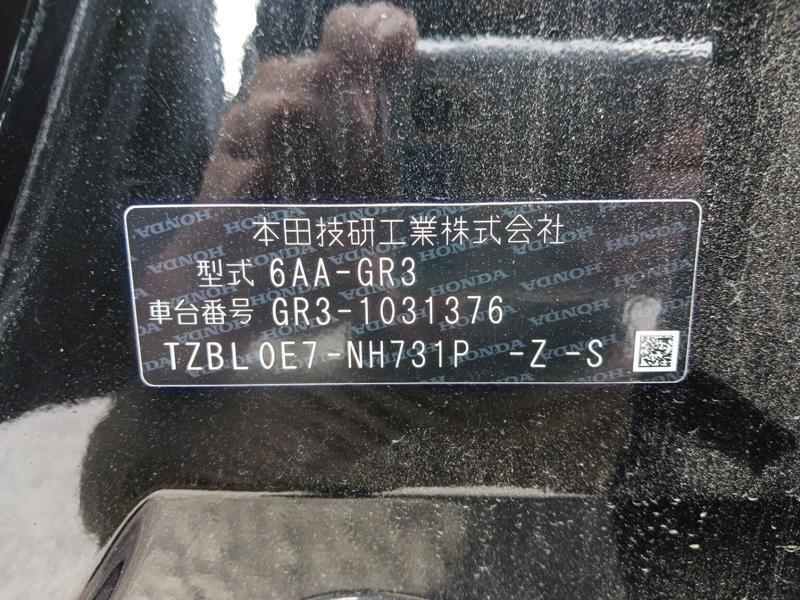 本田技研工業株式会社
型式 6AA-GR3
車台番号 GR3-1031376
TZBL0E7-NH731P -Z -S